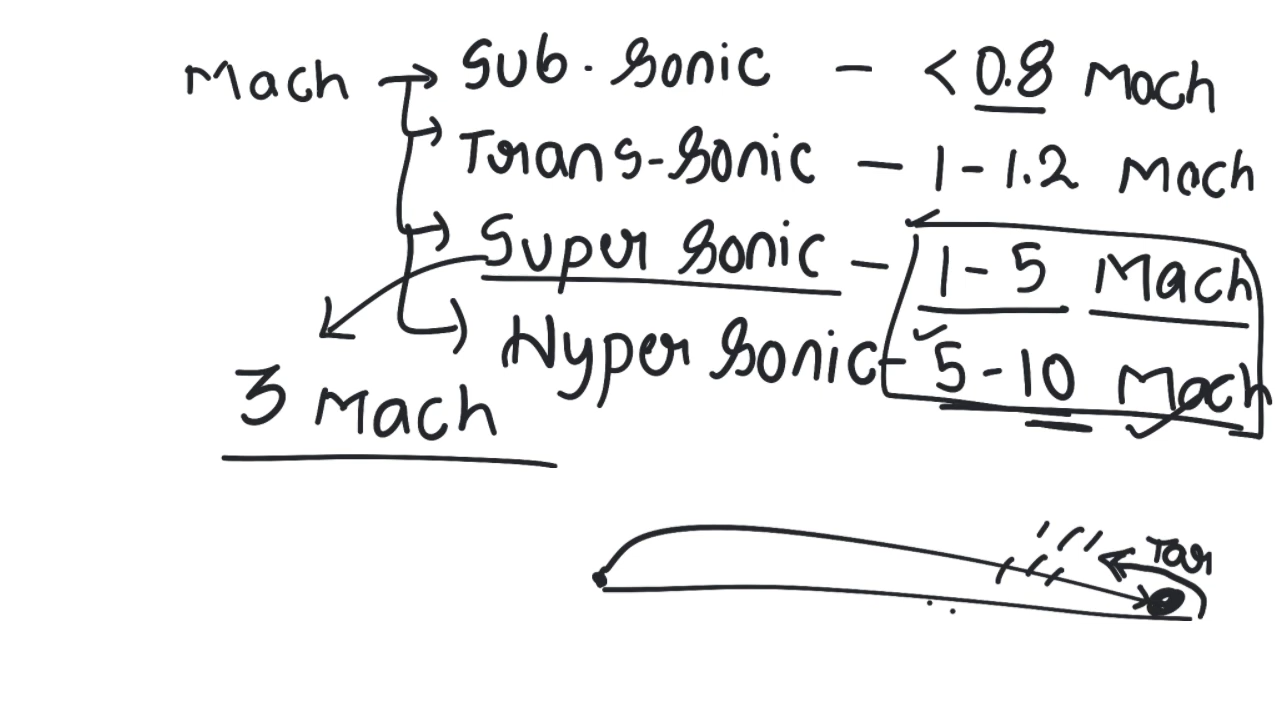 Mach → Sub-Sonic - < 0.8 Mach
→ Trans-Sonic - 1 - 1.2 Mach
→ Super Sonic - 1 - 5 Mach
→ Hyper Sonic - 5 - 10 Mach
3 Mach
Tar